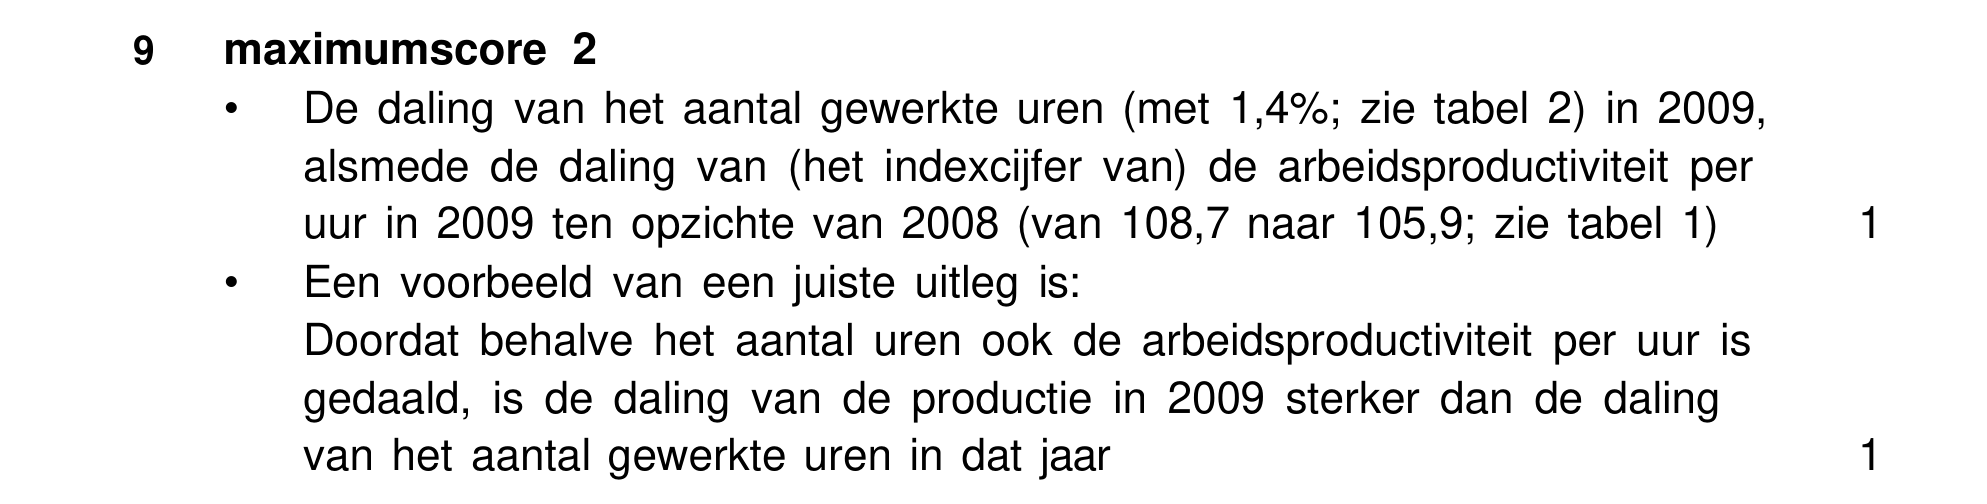 9 maximumscore 2
• De daling van het aantal gewerkte uren (met 1,4%; zie tabel 2) in 2009,
alsmede de daling van (het indexcijfer van) de arbeidsproductiviteit per
uur in 2009 ten opzichte van 2008 (van 108,7 naar 105,9; zie tabel 1) 1
• Een voorbeeld van een juiste uitleg is:
Doordat behalve het aantal uren ook de arbeidsproductiviteit per uur is
gedaald, is de daling van de productie in 2009 sterker dan de daling
van het aantal gewerkte uren in dat jaar 1